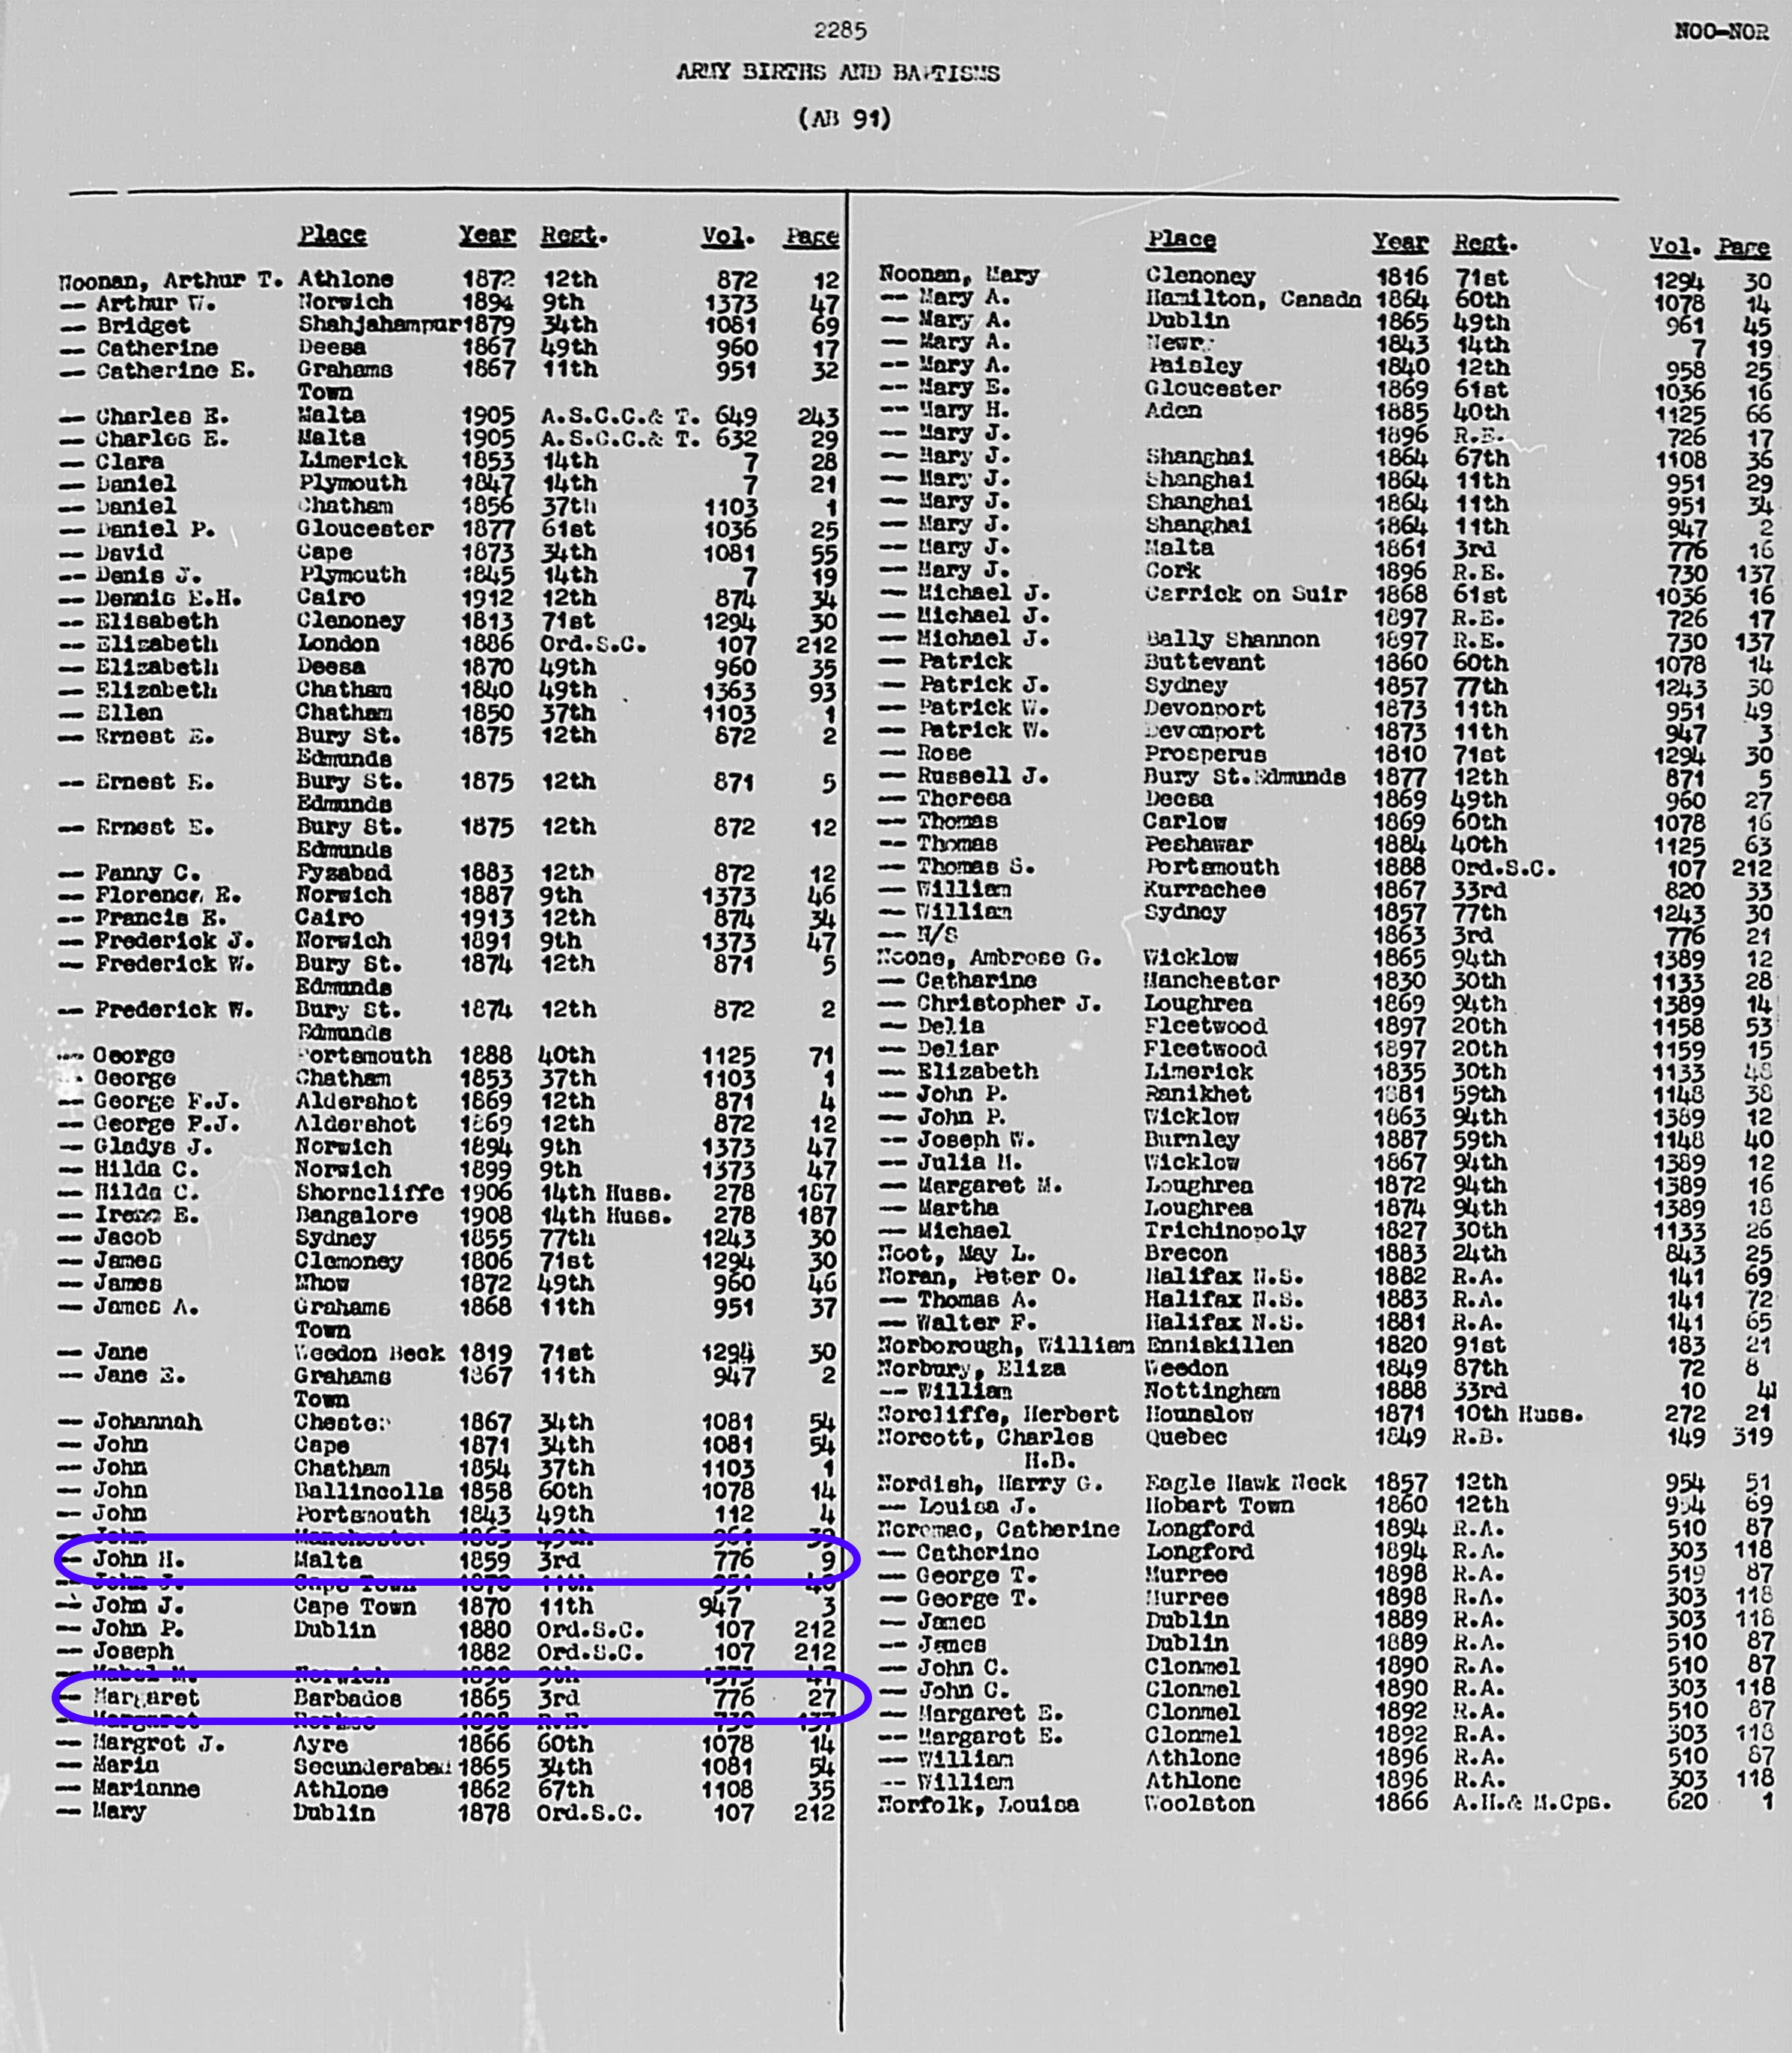 2285
NOO-NOR
ARMY BIRTHS AND BAPTISMS
(AB 91)
Place Year Regt. Vol. Page
Noonan, Arthur T. Athlone 1872 12th 872 12
— Arthur W. Norwich 1894 9th 1373 47
— Bridget Shahjahampur 1879 34th 1081 69
— Catherine Deesa 1867 49th 960 17
— Catherine E. Grahams 1867 11th 951 32
Town
— Charles E. Malta 1905 A.S.C.C.& T. 649 243
— Charles E. Malta 1905 A.S.C.C.& T. 632 29
— Clara Limerick 1853 14th 7 28
— Daniel Plymouth 1847 14th 7 21
— Daniel Chatham 1856 37th 1103 1
— Daniel P. Gloucester 1877 61st 1036 25
— David Cape 1873 34th 1081 55
— Denis J. Plymouth 1845 14th 7 19
— Dennis E.H. Cairo 1912 12th 874 34
— Elisabeth Clenoney 1813 71st 1294 30
— Elizabeth London 1886 Ord.S.C. 107 212
— Elizabeth Deesa 1870 49th 960 35
— Elizabeth Chatham 1840 49th 1363 93
— Ellen Chatham 1850 37th 1103 1
— Ernest E. Bury St. 1875 12th 872 2
Edmunds
— Ernest E. Bury St. 1875 12th 871 5
Edmunds
— Ernest E. Bury St. 1875 12th 872 12
Edmunds
— Fanny C. Fyzabad 1883 12th 872 12
— Florence E. Norwich 1887 9th 1373 46
— Francis E. Cairo 1913 12th 874 34
— Frederick J. Norwich 1891 9th 1373 47
— Frederick W. Bury St. 1874 12th 871 5
Edmunds
— Frederick W. Bury St. 1874 12th 872 2
Edmunds
— George Portsmouth 1888 40th 1125 71
— George Chatham 1853 37th 1103 1
— George F.J. Aldershot 1869 12th 871 4
— George F.J. Aldershot 1869 12th 872 12
— Gladys J. Norwich 1894 9th 1373 47
— Hilda C. Norwich 1899 9th 1373 47
— Hilda C. Shorncliffe 1906 14th Huss. 278 187
— Irene E. Bangalore 1908 14th Huss. 278 187
— Jacob Sydney 1855 77th 1243 30
— James Clemoney 1806 71st 1294 30
— James Mhow 1872 49th 960 46
— James A. Grahams 1868 11th 951 37
Town
— Jane Weedon Beck 1819 71st 1294 30
— Jane E. Grahams 1867 11th 947 2
Town
— Johannah Chester 1867 34th 1081 54
— John Cape 1871 34th 1081 54
— John Chatham 1854 37th 1103 1
— John Ballincolla 1858 60th 1078 14
— John Portsmouth 1843 49th 112 4
— John Manchester 1863 49th 961 39
— John H. Malta 1859 3rd 776 9
— John J. Cape Town 1870 11th 951 40
— John J. Cape Town 1870 11th 947 3
— John P. Dublin 1880 Ord.S.C. 107 212
— Joseph 1882 Ord.S.C. 107 212
— Mabel M. Norwich 9th 1373 47
— Margaret Barbados 1865 3rd 776 27
— Margaret 1898 R.E. 730 137
— Margret J. Ayre 1866 60th 1078 14
— Maria Secunderabad 1865 34th 1081 54
— Marianne Athlone 1862 67th 1108 35
— Mary Dublin 1878 Ord.S.C. 107 212
Place Year Regt. Vol. Page
Noonan, Mary Clenoney 1816 71st 1294 30
— Mary A. Hamilton, Canada 1864 60th 1078 14
— Mary A. Dublin 1865 49th 961 45
— Mary A. Newry 1843 14th 7 19
— Mary A. Paisley 1840 12th 958 25
— Mary E. Gloucester 1869 61st 1036 16
— Mary H. Aden 1885 40th 1125 66
— Mary J. 1896 R.E. 726 17
— Mary J. Shanghai 1864 67th 1108 36
— Mary J. Shanghai 1864 11th 951 29
— Mary J. Shanghai 1864 11th 951 34
— Mary J. Shanghai 1864 11th 947 2
— Mary J. Malta 1861 3rd 776 16
— Mary J. Cork 1896 R.E. 730 137
— Michael J. Carrick on Suir 1868 61st 1036 16
— Michael J. 1897 R.E. 726 17
— Michael J. Bally Shannon 1897 R.E. 730 137
— Patrick Buttevant 1860 60th 1078 14
— Patrick J. Sydney 1857 77th 1243 30
— Patrick W. Devonport 1873 11th 951 49
— Patrick W. Devonport 1873 11th 947 3
— Rose Prosperus 1810 71st 1294 30
— Russell J. Bury St.Edmunds 1877 12th 871 5
— Theresa Deesa 1869 49th 960 27
— Thomas Carlow 1869 60th 1078 16
— Thomas Peshawar 1884 40th 1125 63
— Thomas S. Portsmouth 1888 Ord.S.C. 107 212
— William Kurrachee 1867 33rd 820 33
— William Sydney 1857 77th 1243 30
— N/S 1863 3rd 776 21
Noone, Ambrose G. Wicklow 1865 94th 1389 12
— Catharine Manchester 1830 30th 1133 28
— Christopher J. Loughrea 1869 94th 1389 14
— Delia Fleetwood 1897 20th 1158 53
— Deliar Fleetwood 1897 20th 1159 15
— Elizabeth Limerick 1835 30th 1133 48
— John P. Ranikhet 1881 59th 1148 38
— John P. Wicklow 1863 94th 1389 12
— Joseph W. Burnley 1887 59th 1148 40
— Julia M. Wicklow 1867 94th 1389 12
— Margaret M. Loughrea 1872 94th 1389 16
— Martha Loughrea 1874 94th 1389 18
— Michael Trichinopoly 1827 30th 1133 26
Noot, May L. Brecon 1883 24th 843 25
Noran, Peter O. Halifax N.S. 1882 R.A. 141 69
— Thomas A. Halifax N.S. 1883 R.A. 141 72
— Walter F. Halifax N.S. 1881 R.A. 141 65
Norborough, William Enniskillen 1820 91st 183 21
Norbury, Eliza Weedon 1849 87th 72 8
— William Nottingham 1888 33rd 10 41
Norcliffe, Herbert Hounslow 1871 10th Huss. 272 21
Norcott, Charles Quebec 1849 R.B. 149 319
H.B.
Nordish, Harry G. Eagle Hawk Neck 1857 12th 954 51
— Louisa J. Hobart Town 1860 12th 954 69
Noremac, Catherine Longford 1894 R.A. 510 87
— Catherine Longford 1894 R.A. 303 118
— George T. Murree 1898 R.A. 519 87
— George T. Murree 1898 R.A. 303 118
— James Dublin 1889 R.A. 303 118
— James Dublin 1889 R.A. 510 87
— John C. Clonmel 1890 R.A. 510 87
— John C. Clonmel 1890 R.A. 303 118
— Margaret E. Clonmel 1892 R.A. 510 87
— Margaret E. Clonmel 1892 R.A. 303 118
— William Athlone 1896 R.A. 510 87
— William Athlone 1896 R.A. 303 118
Norfolk, Louisa Woolston 1866 A.H.& M.Cps. 620 1